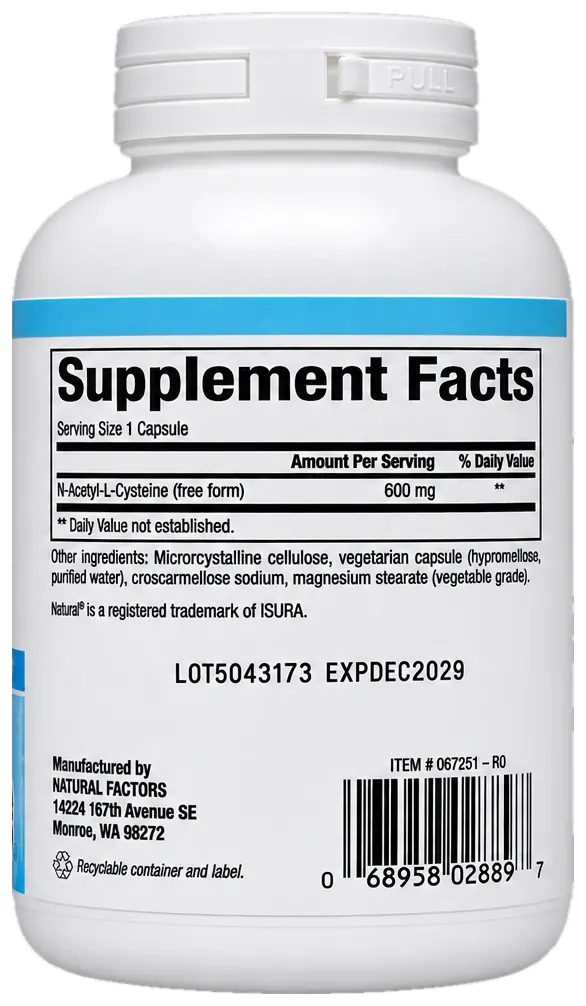 PULL
Supplement Facts
Serving Size 1 Capsule
Amount Per Serving % Daily Value
N-Acetyl-L-Cysteine (free form) 600 mg **
** Daily Value not established.
Other ingredients: Microrcystalline cellulose, vegetarian capsule (hypromellose,
purified water), croscarmellose sodium, magnesium stearate (vegetable grade).
Natural® is a registered trademark of ISURA.
LOT5043173 EXPDEC2029
Manufactured by
NATURAL FACTORS
14224 167th Avenue SE
Monroe, WA 98272
Recyclable container and label.
ITEM # 067251 – R0
0 68958 02889 7